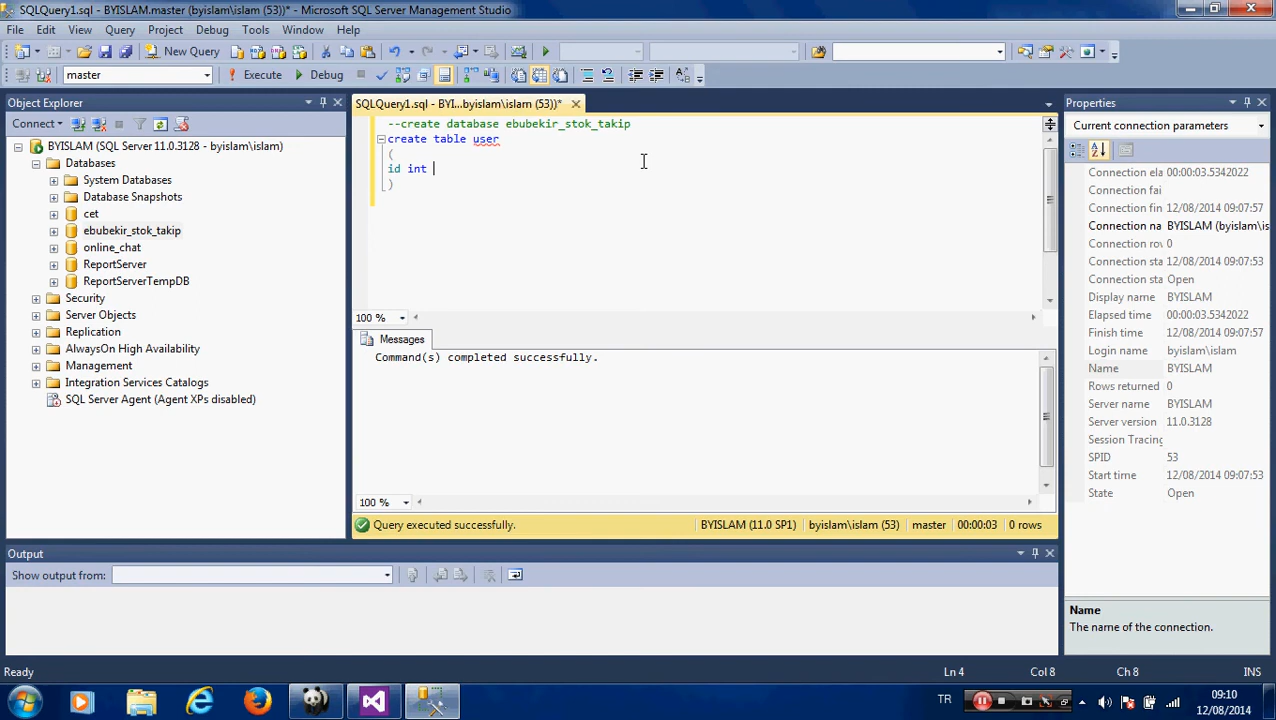 SQLQuery1.sql - BYISLAM.master (byislam\islam (53))* - Microsoft SQL Server Management Studio
File Edit View Query Project Debug Tools Window Help
New Query
master Execute Debug
Object Explorer
Connect
BYISLAM (SQL Server 11.0.3128 - byislam\islam)
Databases
System Databases
Database Snapshots
cet
ebubekir_stok_takip
online_chat
ReportServer
ReportServerTempDB
Security
Server Objects
Replication
AlwaysOn High Availability
Management
Integration Services Catalogs
SQL Server Agent (Agent XPs disabled)
SQLQuery1.sql - BYI...byislam\islam (53))*
--create database ebubekir_stok_takip
create table user
(
id int
)
100 %
Messages
Command(s) completed successfully.
100 %
Query executed successfully. BYISLAM (11.0 SP1) byislam\islam (53) master 00:00:03 0 rows
Properties
Current connection parameters
Connection ela 00:00:03.5342022
Connection fai
Connection fin 12/08/2014 09:07:57
Connection na BYISLAM (byislam\is
Connection rov 0
Connection sta 12/08/2014 09:07:53
Connection sta Open
Display name BYISLAM
Elapsed time 00:00:03.5342022
Finish time 12/08/2014 09:07:57
Login name byislam\islam
Name BYISLAM
Rows returned 0
Server name BYISLAM
Server version 11.0.3128
Session Tracing
SPID 53
Start time 12/08/2014 09:07:53
State Open
Name
The name of the connection.
Output
Show output from:
Ready Ln 4 Col 8 Ch 8 INS
TR 09:10
12/08/2014